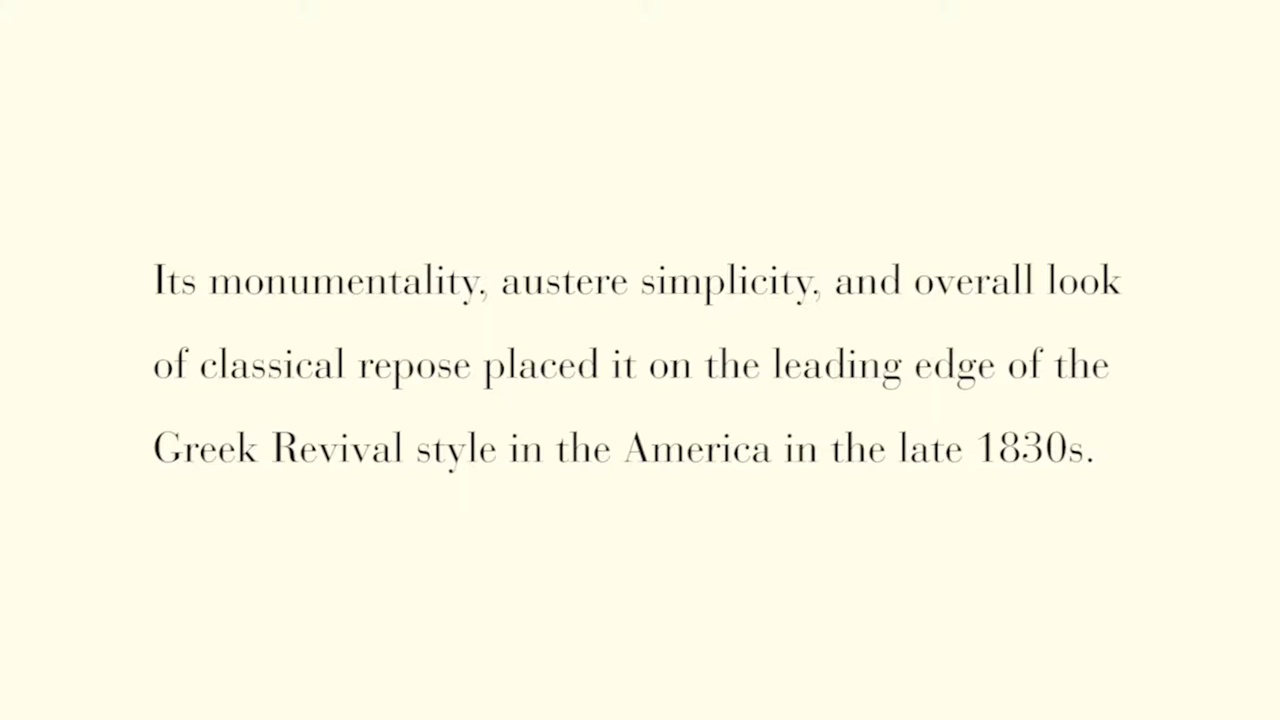 Its monumentality, austere simplicity, and overall look
of classical repose placed it on the leading edge of the
Greek Revival style in the America in the late 1830s.